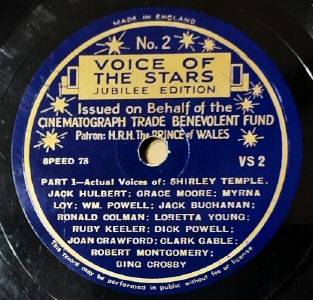 MADE IN ENGLAND
No. 2
VOICE OF
THE STARS
JUBILEE EDITION
Issued on Behalf of the
CINEMATOGRAPH TRADE BENEVOLENT FUND
Patron: H.R.H. The PRINCE of WALES
SPEED 78 VS 2
PART 1—Actual Voices of: SHIRLEY TEMPLE;
JACK HULBERT; GRACE MOORE; MYRNA
LOY; WM. POWELL; JACK BUCHANAN;
RONALD COLMAN; LORETTA YOUNG;
RUBY KEELER; DICK POWELL;
JOAN CRAWFORD; CLARK GABLE;
ROBERT MONTGOMERY;
BING CROSBY
This Record may be performed in public without fee or license